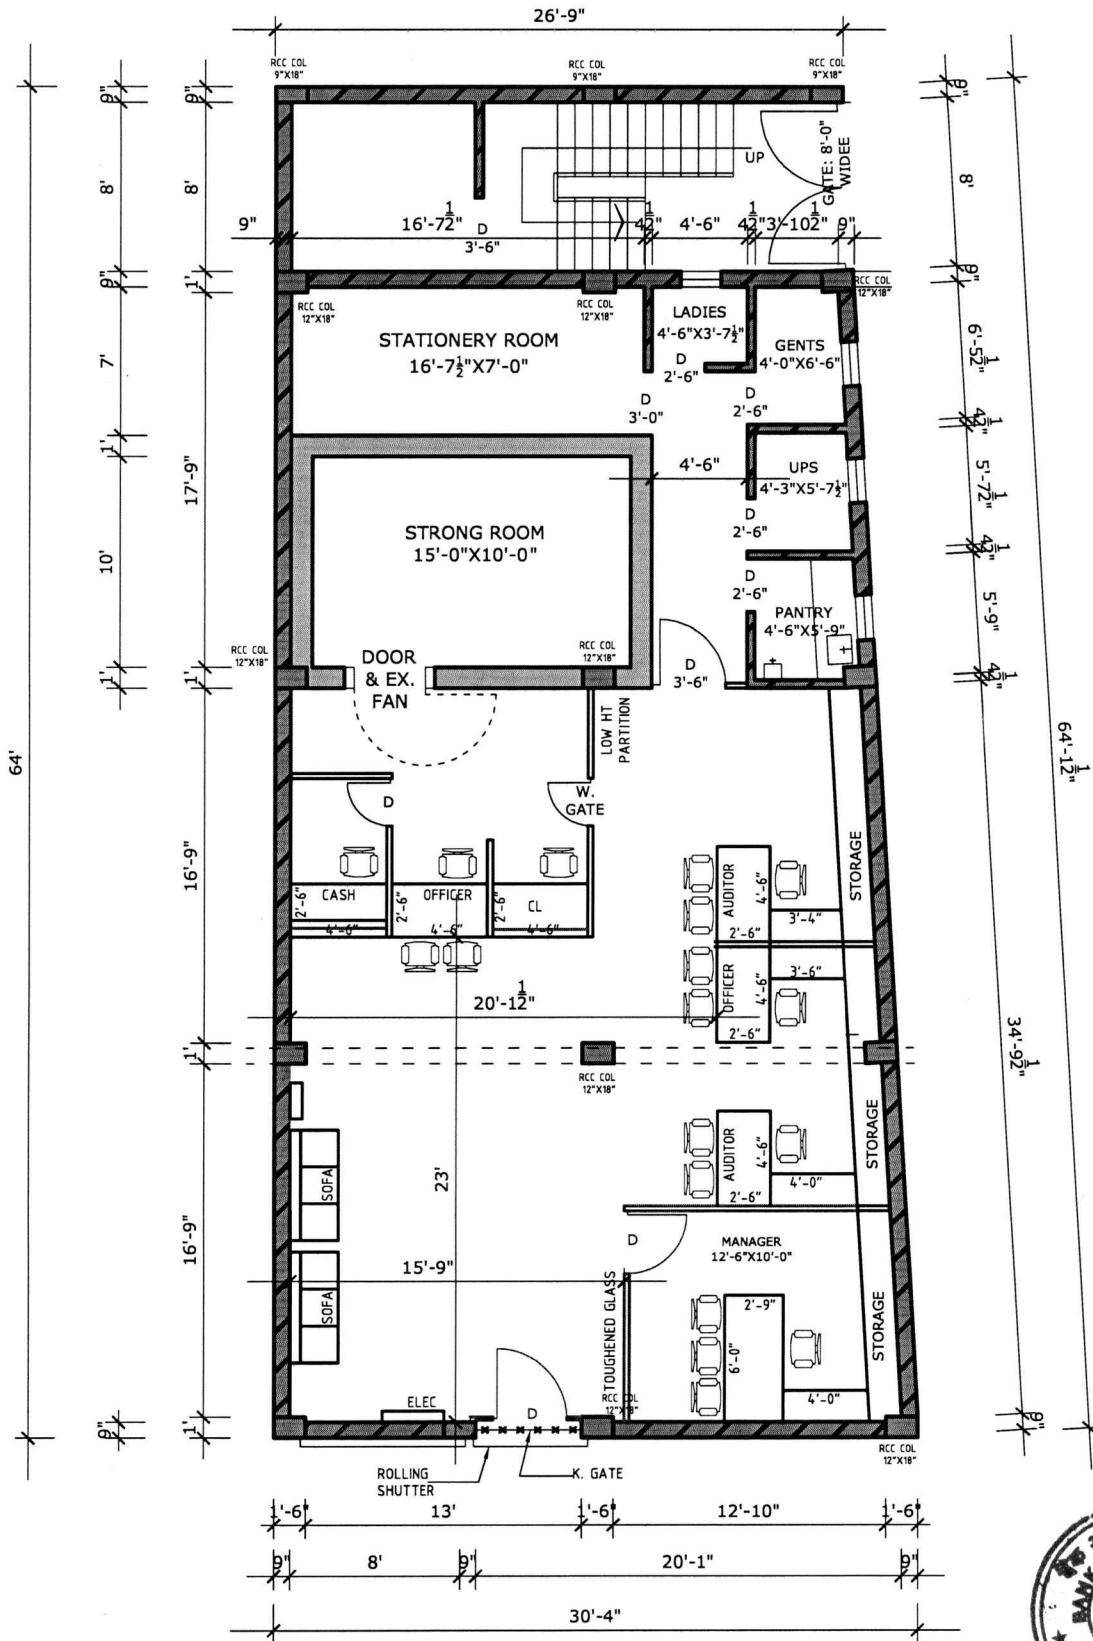 26'-9"
RCC COL
9"X18"
RCC COL
9"X18"
RCC COL
9"X18"
9"
9"
9"
8'
8'
8'
UP
GATE: 8'-0"
WIDEE
9"
16'-7½"
D
3'-6"
4½"
4'-6"
4½"
3'-10½"
9"
9"
1'
9"
RCC COL
12"X18"
RCC COL
12"X18"
RCC COL
12"X18"
STATIONERY ROOM
16'-7½"X7'-0"
LADIES
4'-6"X3'-7½"
GENTS
4'-0"X6'-6"
D
2'-6"
D
3'-0"
D
2'-6"
7'
6'-5½"
4½"
1'
17'-9"
4'-6"
UPS
4'-3"X5'-7½"
5'-7½"
STRONG ROOM
15'-0"X10'-0"
D
2'-6"
4½"
10'
D
2'-6"
PANTRY
4'-6"X5'-9"
5'-9"
4½"
RCC COL
12"X18"
RCC COL
12"X18"
DOOR
& EX.
FAN
D
3'-6"
1'
1'
LOW HT
PARTITION
64'
64'-1½"
D
W.
GATE
16'-9"
CASH
2'-6"
4'-6"
OFFICER
2'-6"
4'-6"
CL
2'-6"
4'-6"
AUDITOR
4'-6"
2'-6"
3'-4"
STORAGE
OFFICER
4'-6"
2'-6"
3'-6"
20'-1½"
34'-9½"
1'
RCC COL
12"X18"
AUDITOR
4'-6"
2'-6"
4'-0"
STORAGE
SOFA
23'
16'-9"
D
MANAGER
12'-6"X10'-0"
15'-9"
TOUGHENED GLASS
SOFA
2'-9"
6'-0"
4'-0"
STORAGE
ELEC
D
RCC COL
12"X18"
9"
1'
9"
RCC COL
12"X18"
ROLLING
SHUTTER
K. GATE
1'-6"
13'
1'-6"
12'-10"
1'-6"
9"
8'
9"
20'-1"
9"
30'-4"